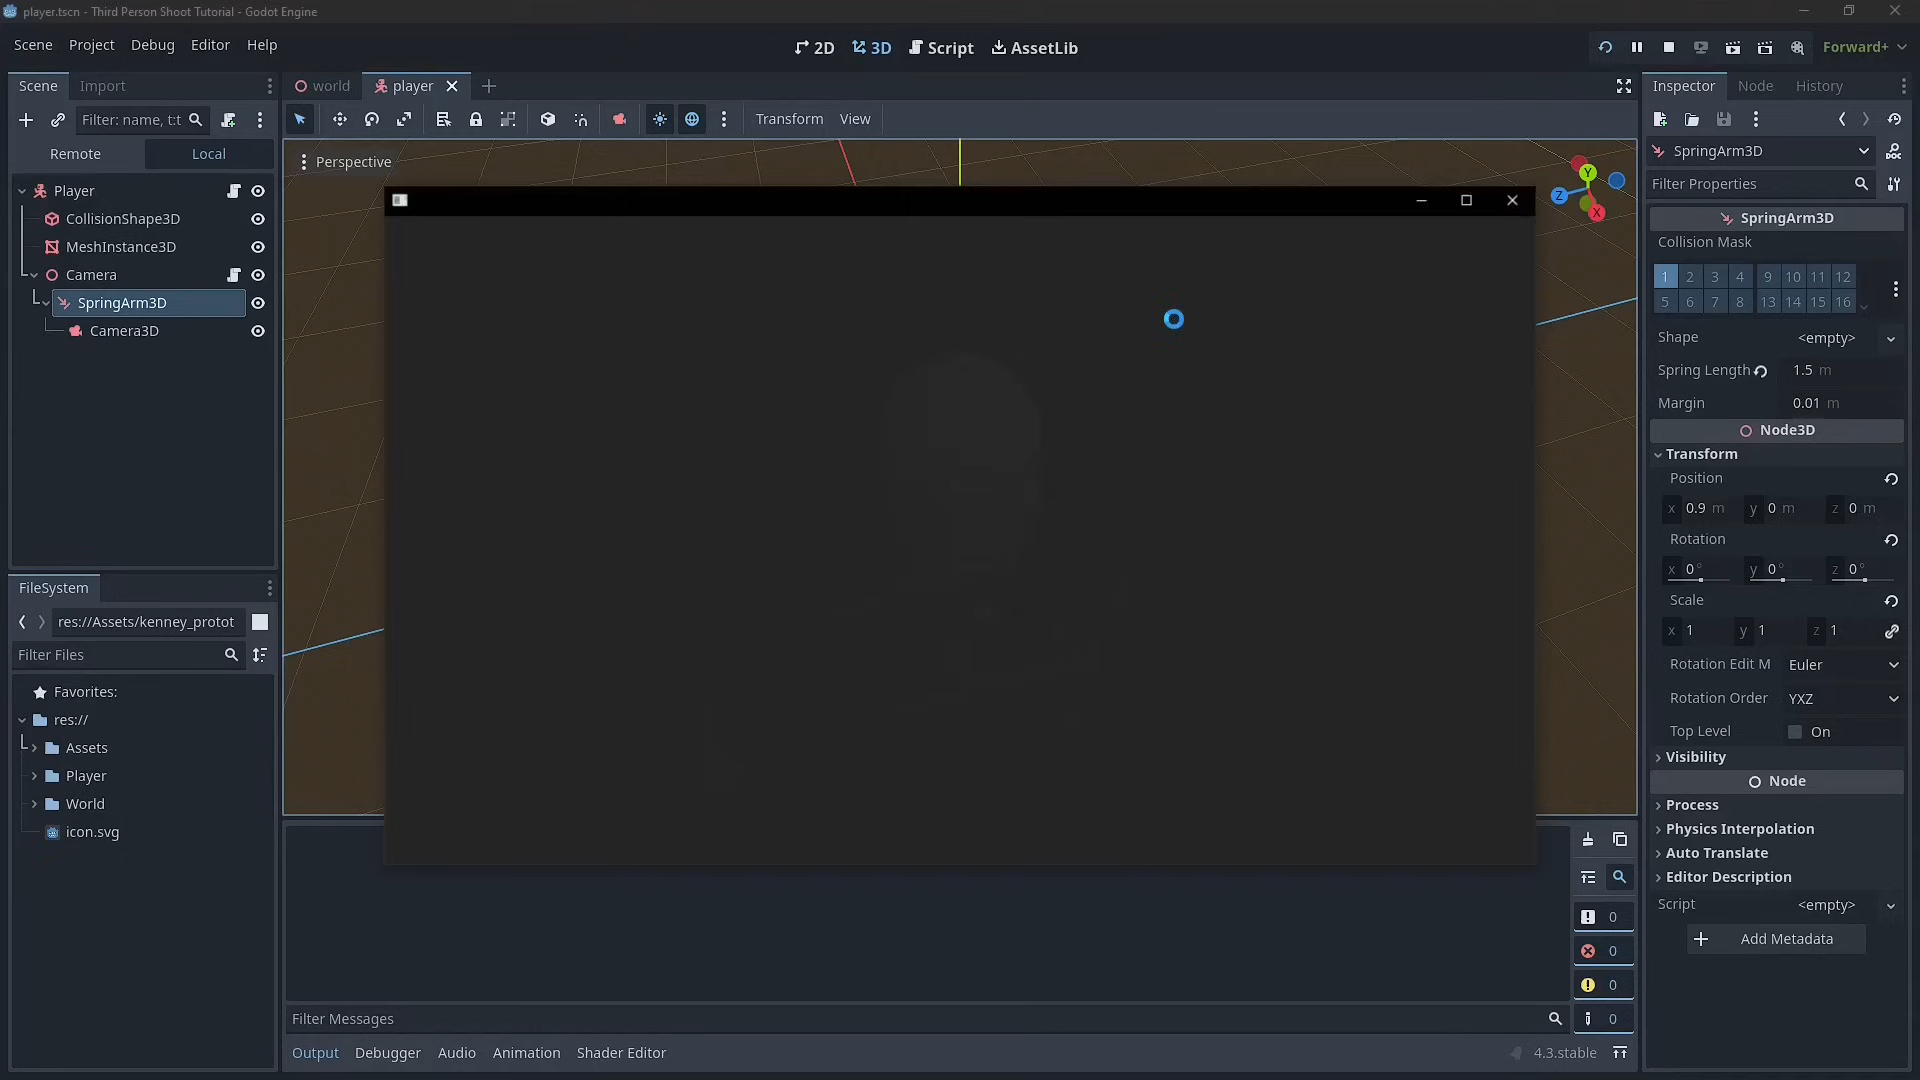 player.tscn - Third Person Shoot Tutorial - Godot Engine
Scene Project Debug Editor Help
2D 3D Script AssetLib
Forward+
Scene Import
world player
Inspector Node History
Filter: name, t:t
Transform View
Remote Local
Perspective
SpringArm3D
Filter Properties
Player
CollisionShape3D
MeshInstance3D
Camera
SpringArm3D
Camera3D
Y
Z
X
SpringArm3D
Collision Mask
1 2 3 4 9 10 11 12
5 6 7 8 13 14 15 16
Shape <empty>
Spring Length 1.5 m
Margin 0.01 m
Node3D
Transform
Position
x 0.9 m y 0 m z 0 m
Rotation
x 0° y 0° z 0°
Scale
x 1 y 1 z 1
Rotation Edit M Euler
Rotation Order YXZ
Top Level On
Visibility
Node
Process
Physics Interpolation
Auto Translate
Editor Description
Script <empty>
Add Metadata
FileSystem
res://Assets/kenney_protot
Filter Files
Favorites:
res://
Assets
Player
World
icon.svg
0
0
0
0
Filter Messages
Output Debugger Audio Animation Shader Editor
4.3.stable